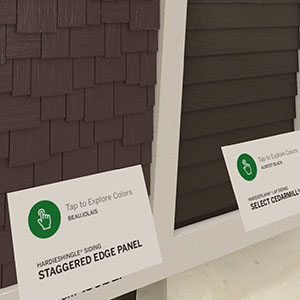 Tap to Explore Colors
BEAUJOLAIS
HARDIESHINGLE® SIDING
STAGGERED EDGE PANEL
Tap to Explore Colors
ALMOST BLACK
HARDIEPLANK® LAP SIDING
SELECT CEDARMILL